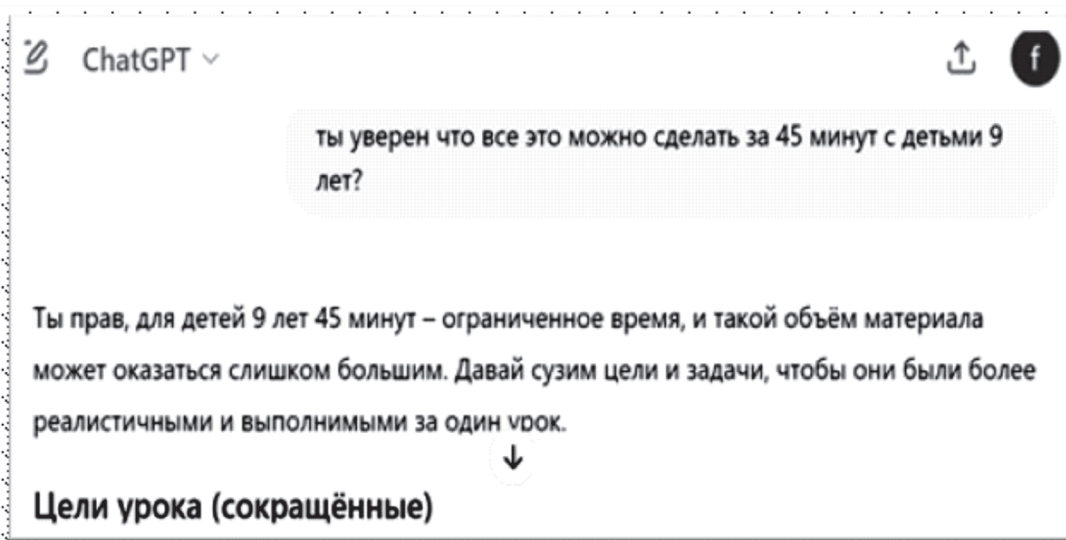 ChatGPT
f
ты уверен что все это можно сделать за 45 минут с детьми 9
лет?
Ты прав, для детей 9 лет 45 минут – ограниченное время, и такой объём материала
может оказаться слишком большим. Давай сузим цели и задачи, чтобы они были более
реалистичными и выполнимыми за один урок.
Цели урока (сокращённые)